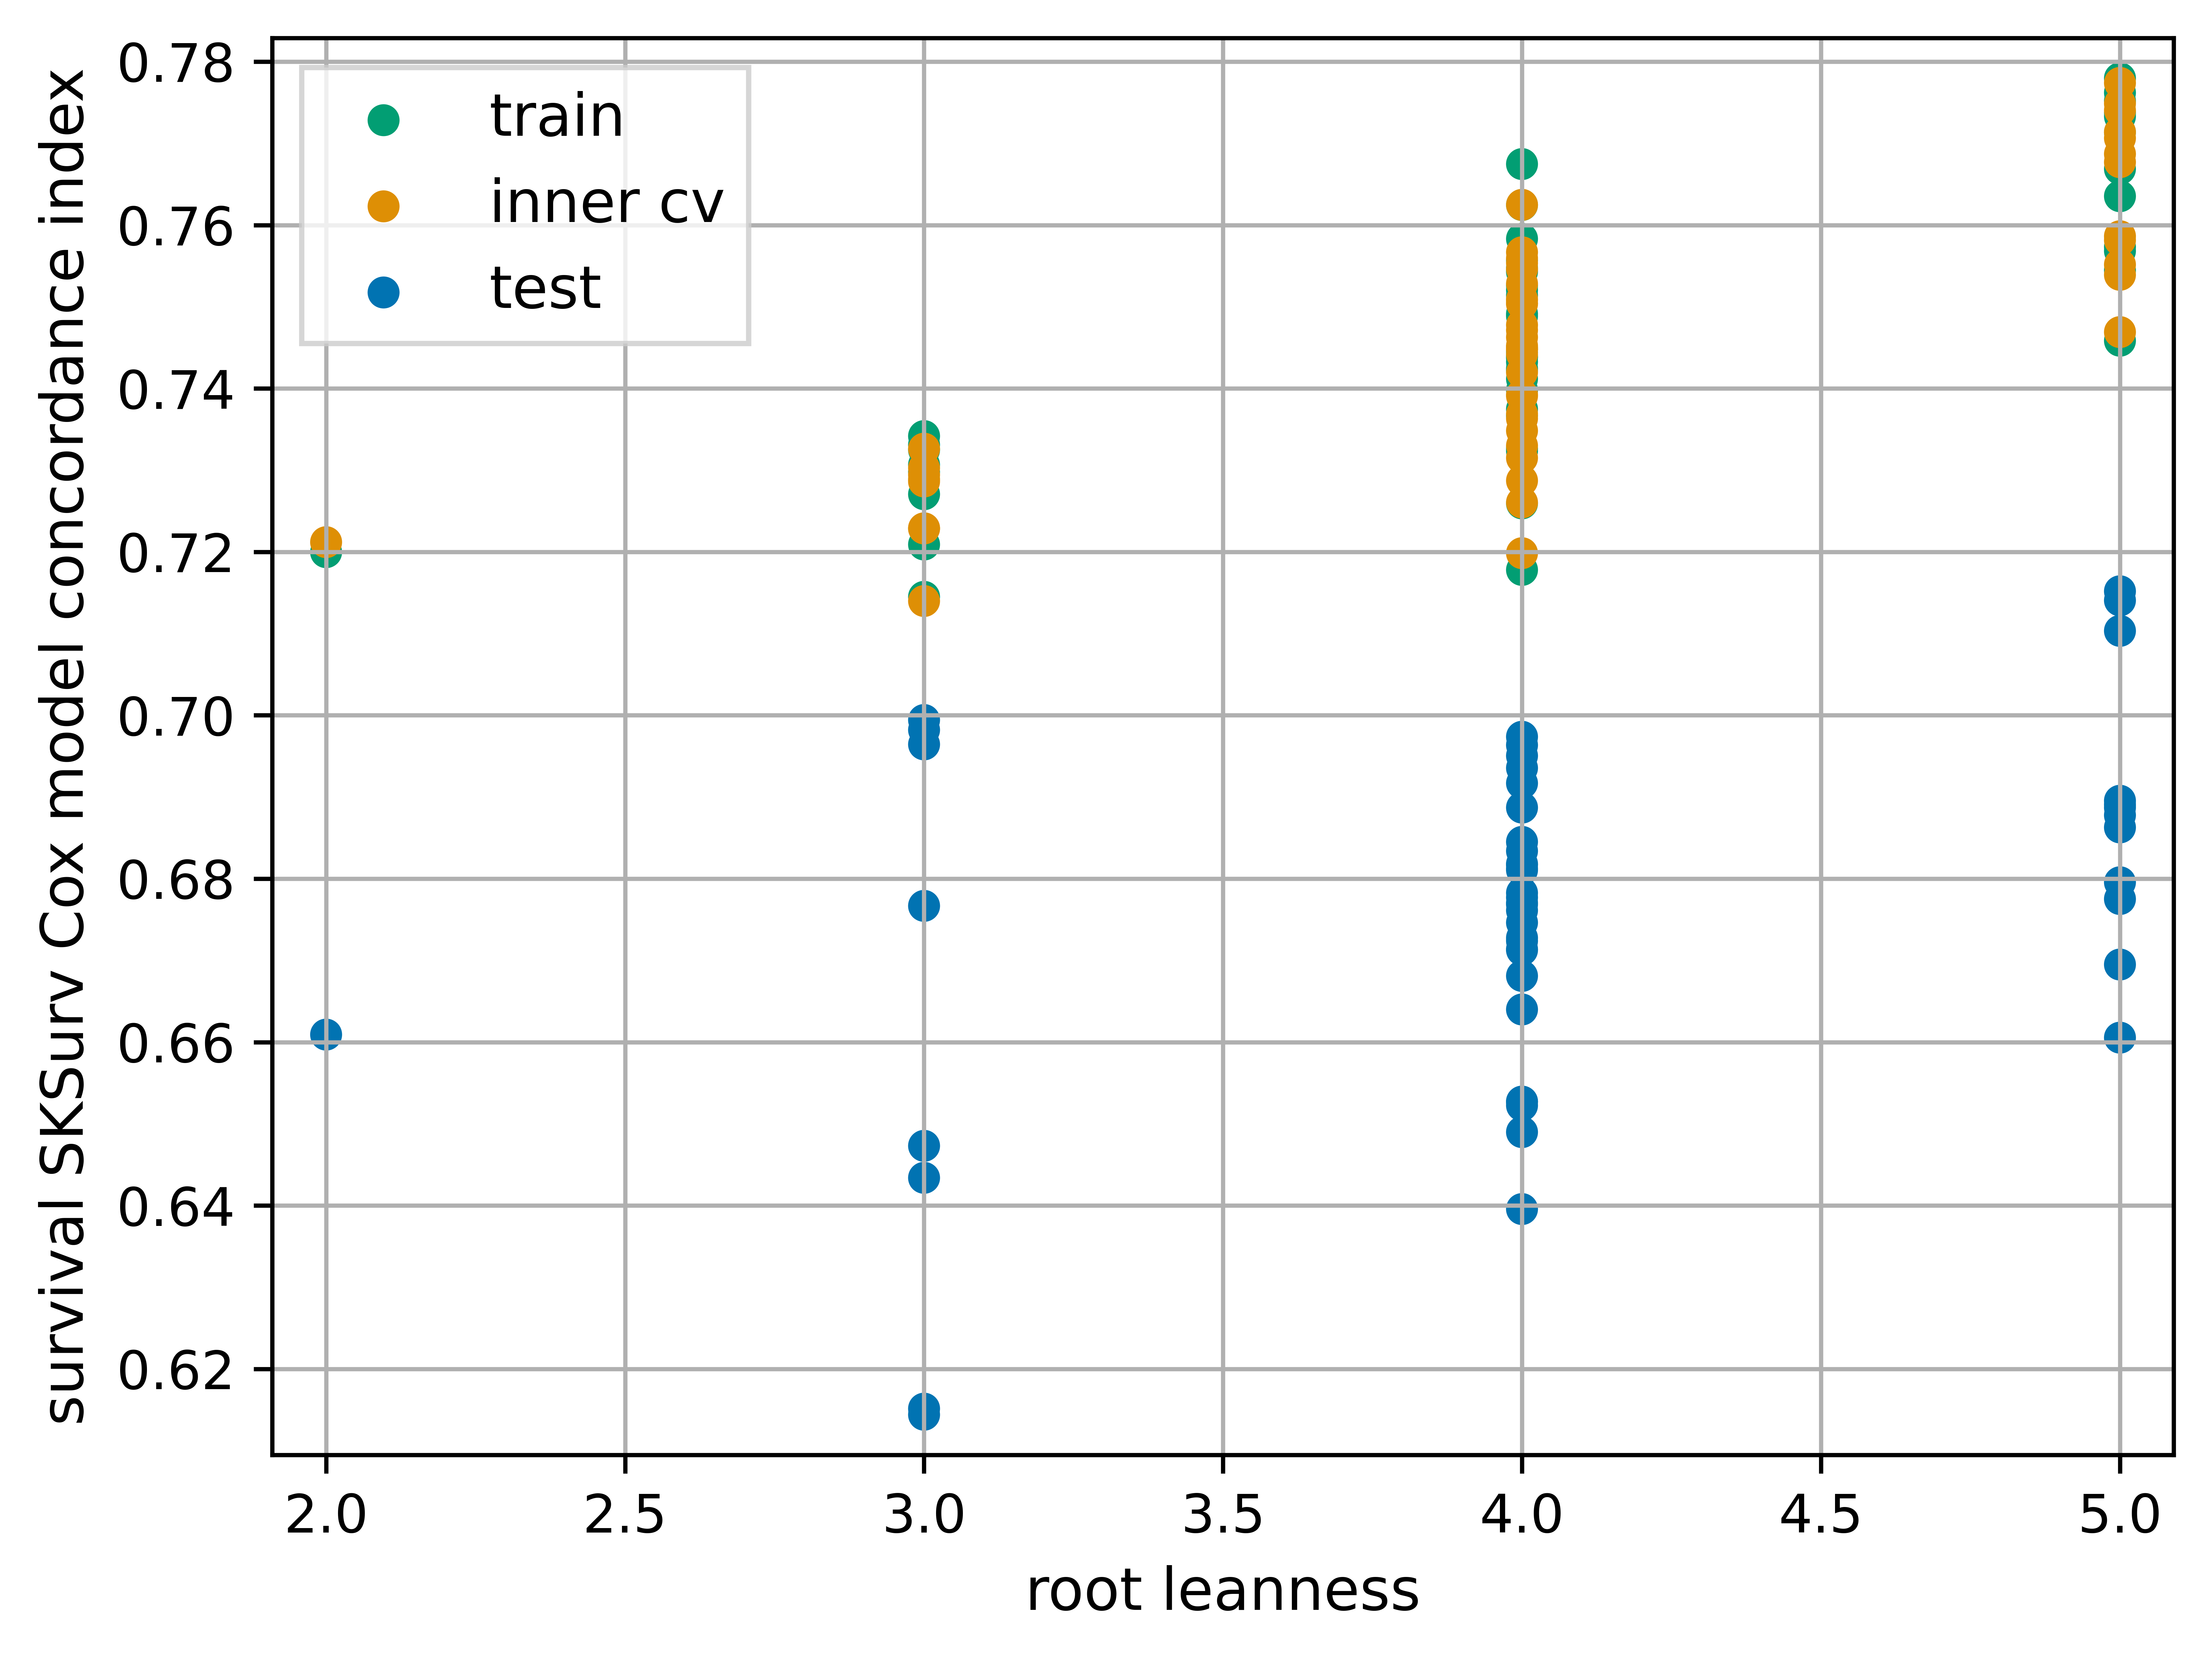 survival SKSurv Cox model concordance index
0.78
0.76
0.74
0.72
0.70
0.68
0.66
0.64
0.62
train
inner cv
test
2.0 2.5 3.0 3.5 4.0 4.5 5.0
root leanness